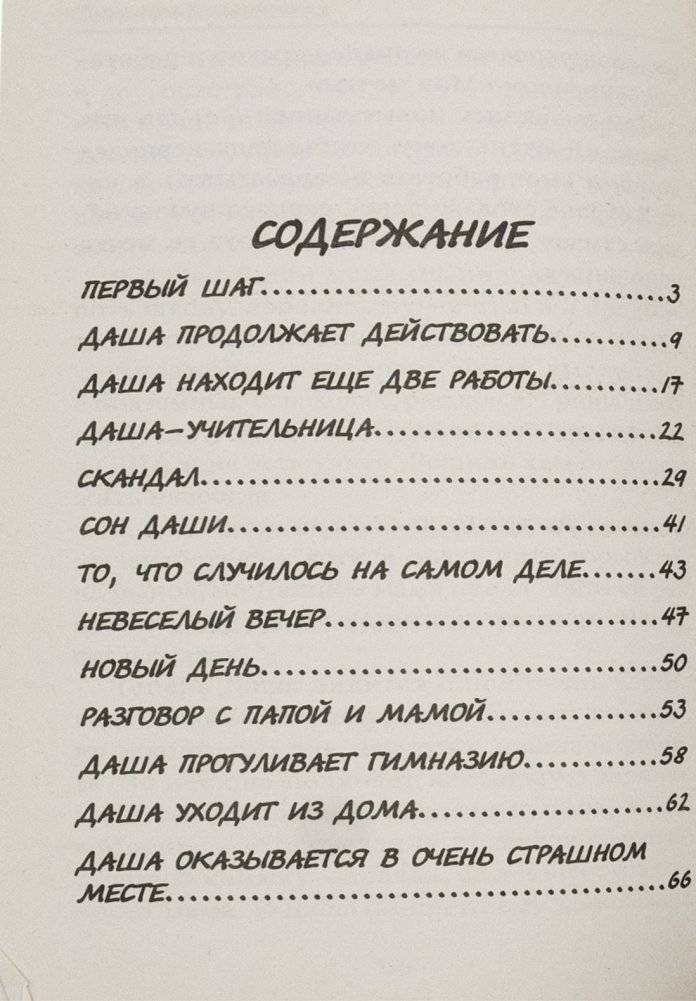 СОДЕРЖАНИЕ
ПЕРВЫЙ ШАГ..............................................3
ДАША ПРОДОЛЖАЕТ ДЕЙСТВОВАТЬ............9
ДАША НАХОДИТ ЕЩЕ ДВЕ РАБОТЫ............17
ДАША–УЧИТЕЛЬНИЦА..............................22
СКАНДАЛ..............................................29
СОН ДАШИ..............................................41
ТО, ЧТО СЛУЧИЛОСЬ НА САМОМ ДЕЛЕ.......43
НЕВЕСЕЛЫЙ ВЕЧЕР..................................47
НОВЫЙ ДЕНЬ..........................................50
РАЗГОВОР С ПАПОЙ И МАМОЙ..................53
ДАША ПРОГУЛИВАЕТ ГИМНАЗИЮ..............58
ДАША УХОДИТ ИЗ ДОМА..........................62
ДАША ОКАЗЫВАЕТСЯ В ОЧЕНЬ СТРАШНОМ
МЕСТЕ..................................................66